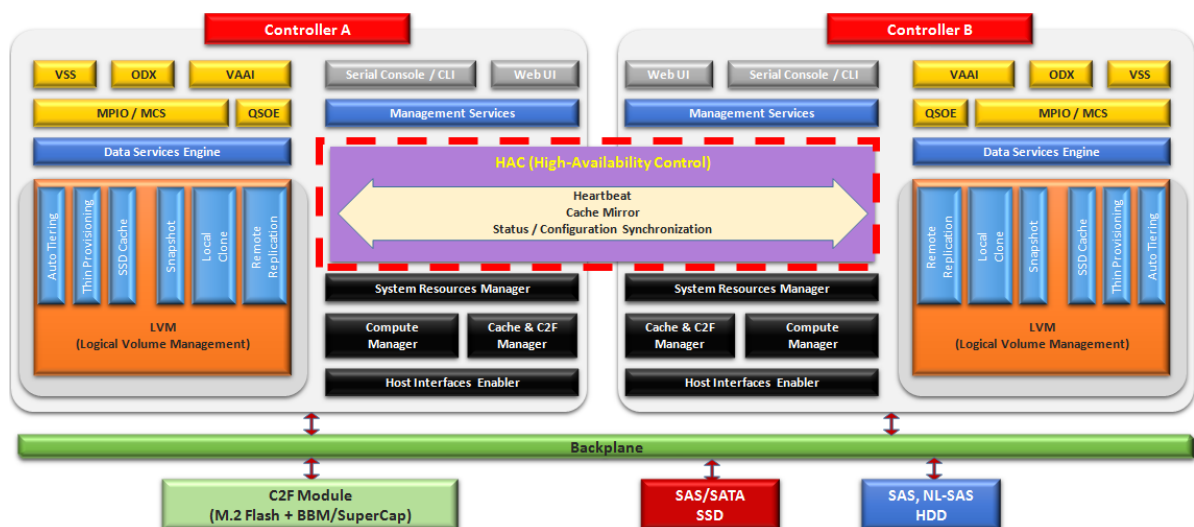 Controller A
VSS
ODX
VAAI
MPIO / MCS
QSOE
Data Services Engine
Auto Tiering
Thin Provisioning
SSD Cache
Snapshot
Local
Clone
Remote
Replication
LVM
(Logical Volume Management)
Serial Console / CLI
Web UI
Management Services
HAC (High-Availability Control)
Heartbeat
Cache Mirror
Status / Configuration Synchronization
System Resources Manager
Compute
Manager
Cache & C2F
Manager
Host Interfaces Enabler
Controller B
Web UI
Serial Console / CLI
Management Services
System Resources Manager
Cache & C2F
Manager
Compute
Manager
Host Interfaces Enabler
VAAI
ODX
VSS
QSOE
MPIO / MCS
Data Services Engine
Remote
Replication
Local
Clone
Snapshot
SSD Cache
Thin Provisioning
Auto Tiering
LVM
(Logical Volume Management)
Backplane
C2F Module
(M.2 Flash + BBM/SuperCap)
SAS/SATA
SSD
SAS, NL-SAS
HDD